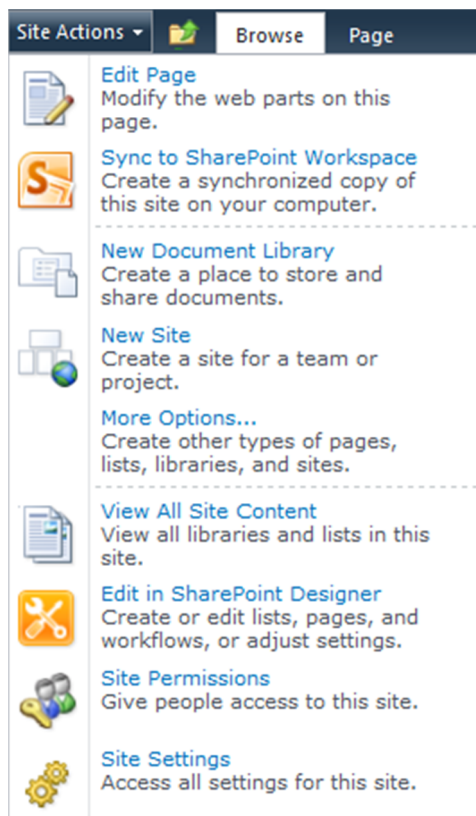 Site Actions Browse Page
Edit Page
Modify the web parts on this
page.
Sync to SharePoint Workspace
Create a synchronized copy of
this site on your computer.
New Document Library
Create a place to store and
share documents.
New Site
Create a site for a team or
project.
More Options...
Create other types of pages,
lists, libraries, and sites.
View All Site Content
View all libraries and lists in this
site.
Edit in SharePoint Designer
Create or edit lists, pages, and
workflows, or adjust settings.
Site Permissions
Give people access to this site.
Site Settings
Access all settings for this site.